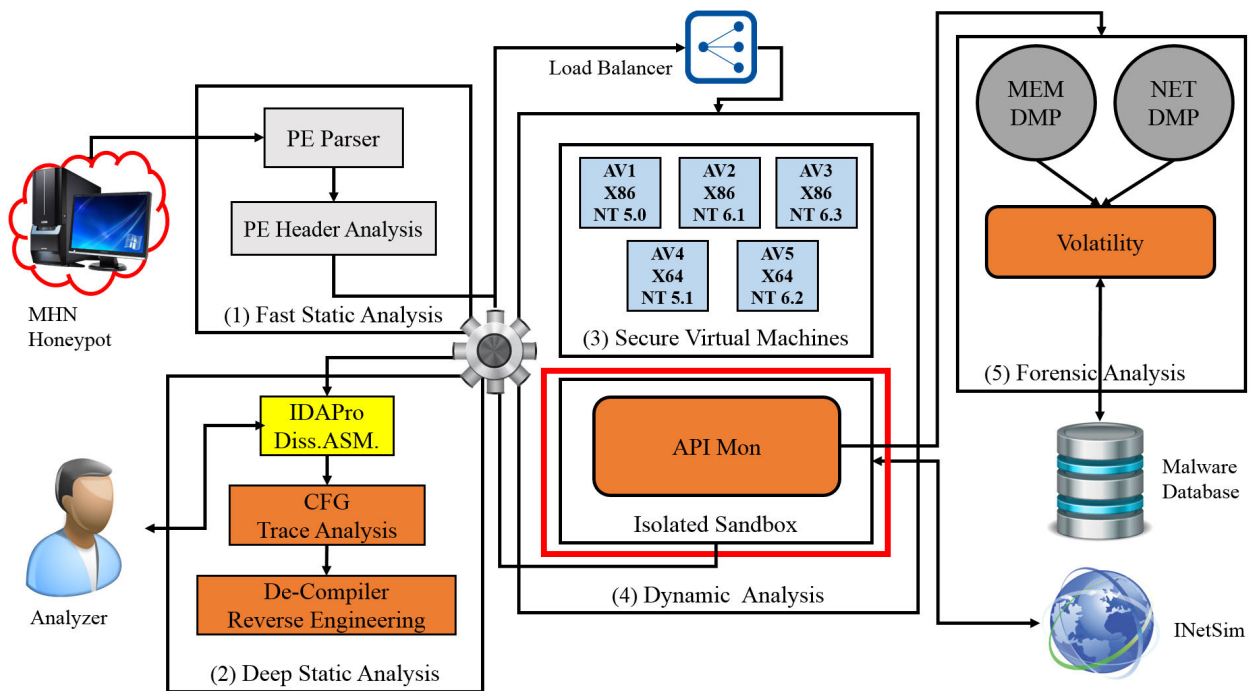 Load Balancer
MEM
DMP
NET
DMP
PE Parser
PE Header Analysis
(1) Fast Static Analysis
MHN
Honeypot
AV1
X86
NT 5.0
AV2
X86
NT 6.1
AV3
X86
NT 6.3
AV4
X64
NT 5.1
AV5
X64
NT 6.2
(3) Secure Virtual Machines
Volatility
(5) Forensic Analysis
IDAPro
Diss.ASM.
CFG
Trace Analysis
De-Compiler
Reverse Engineering
(2) Deep Static Analysis
Analyzer
API Mon
Isolated Sandbox
(4) Dynamic Analysis
Malware
Database
INetSim